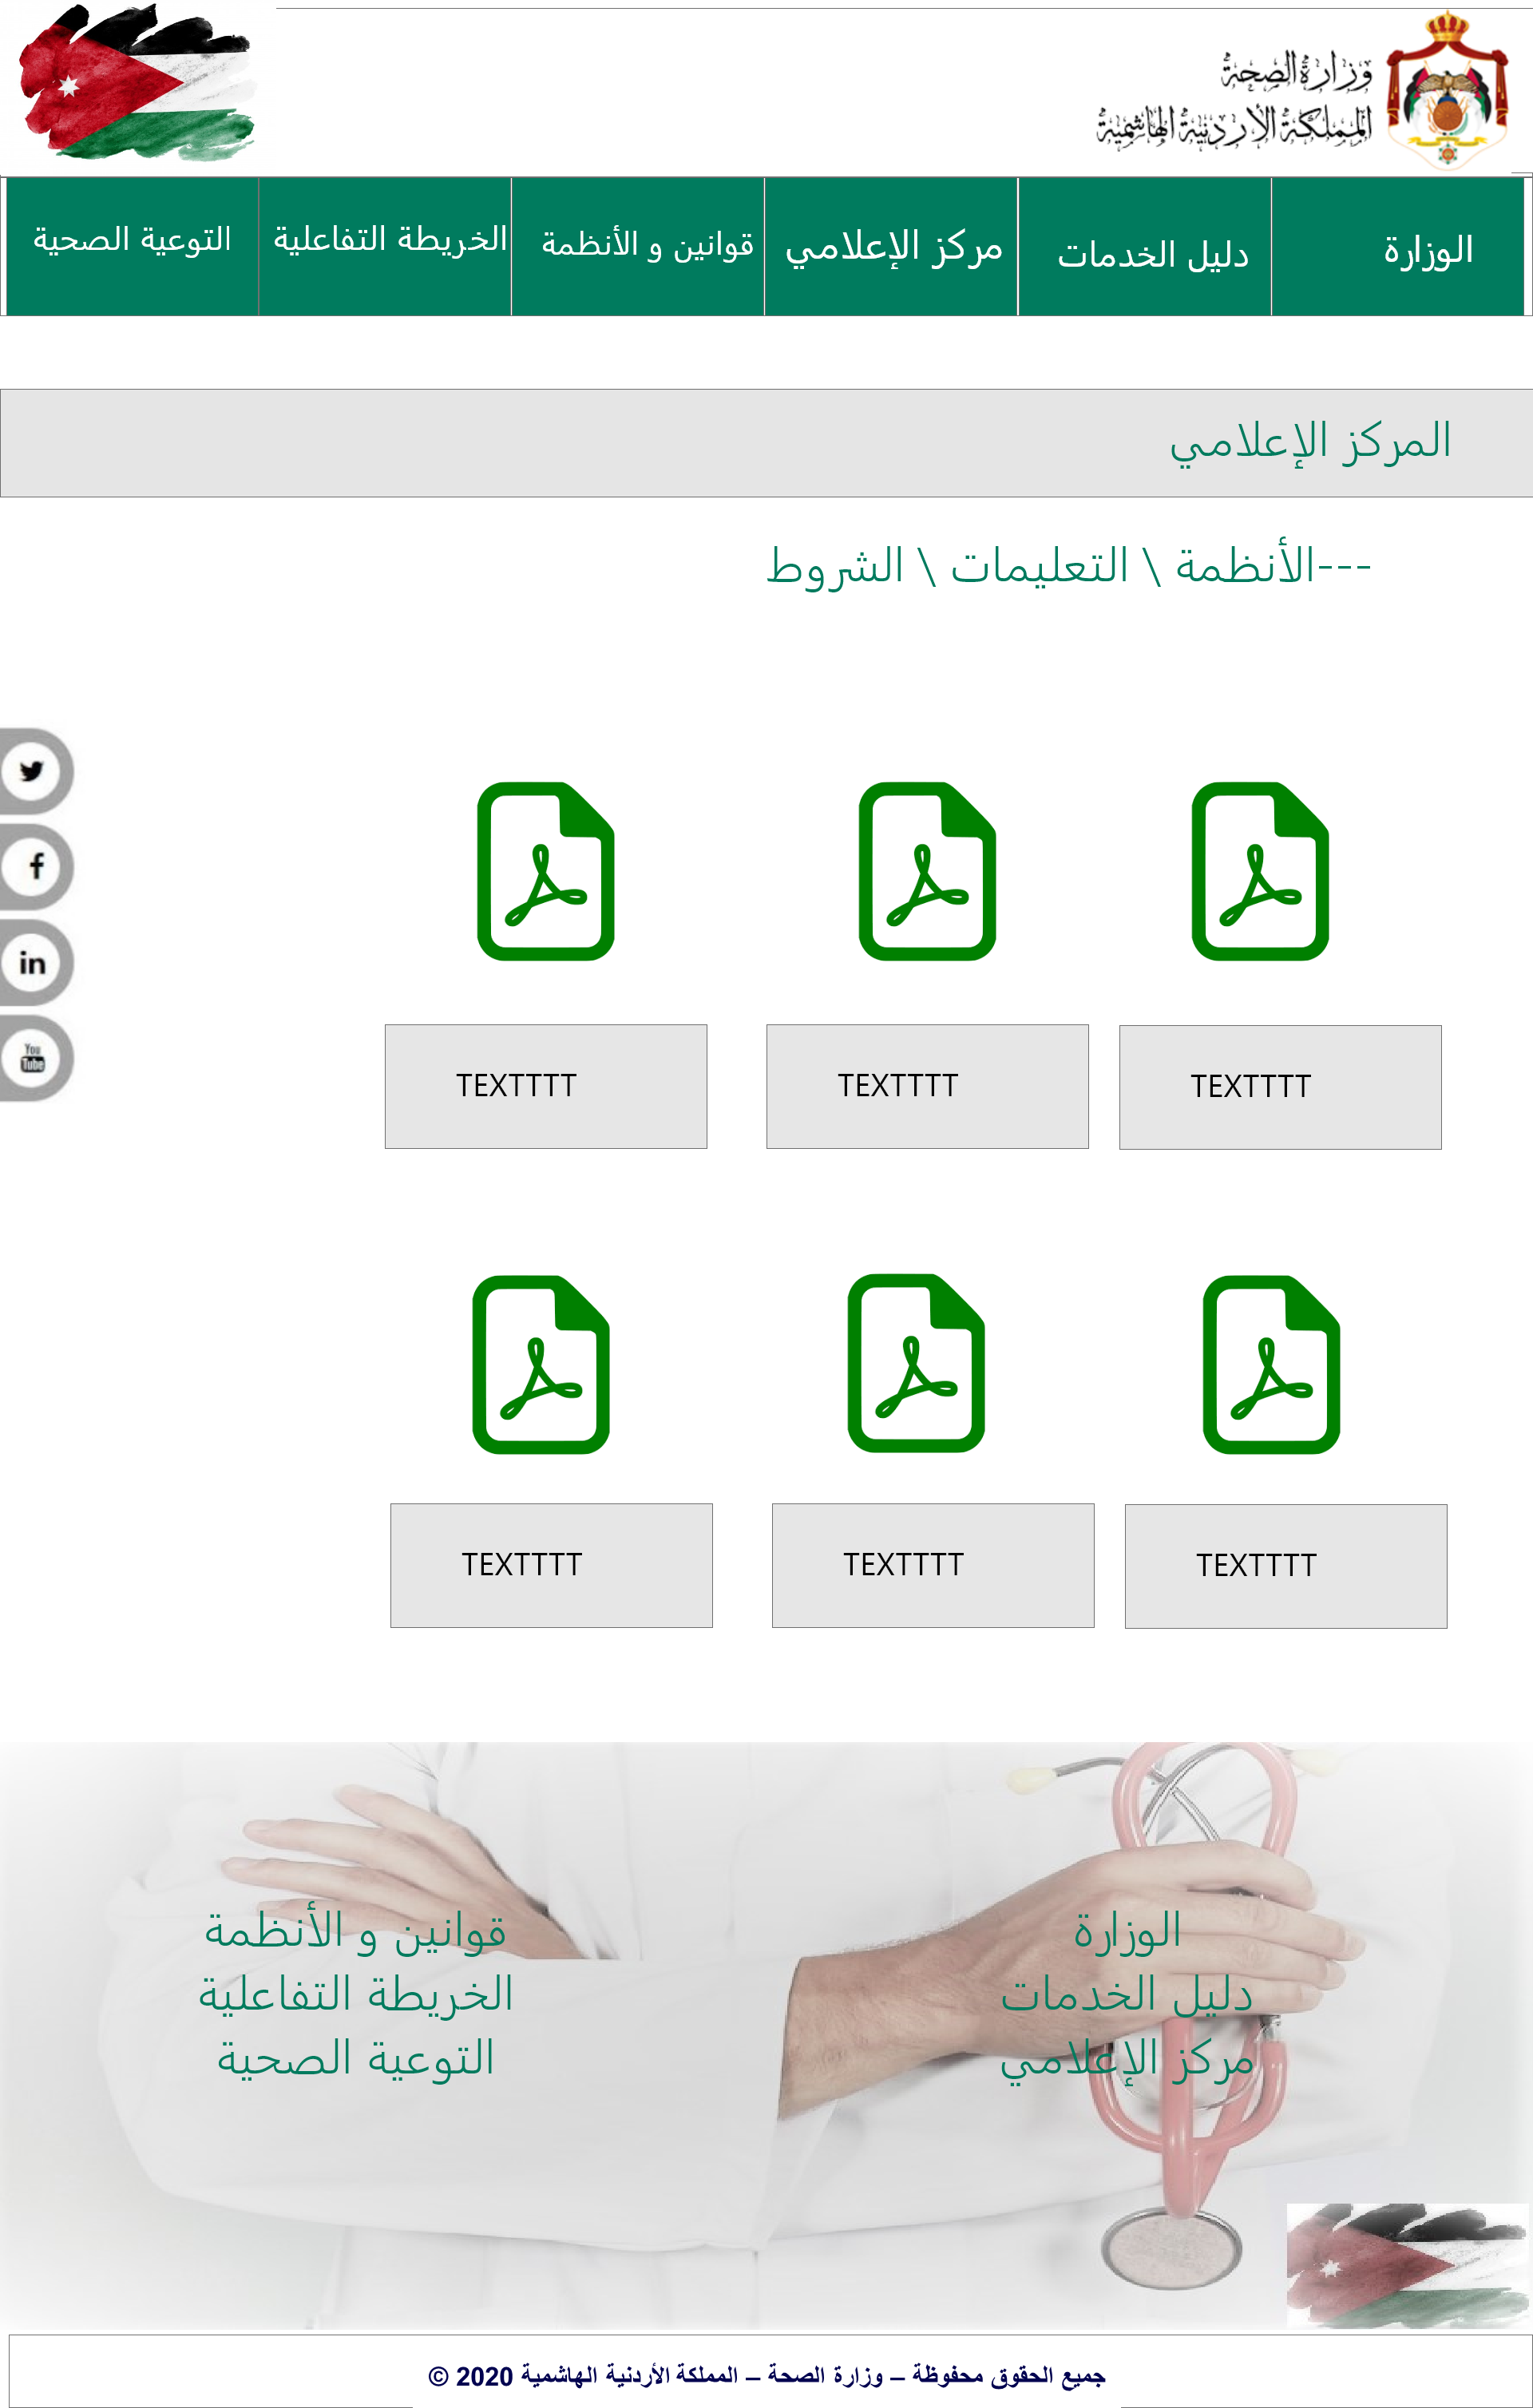 وزارة الصحة
المملكة الأردنية الهاشمية
الوزارة
دليل الخدمات
مركز الإعلامي
قوانين و الأنظمة
الخريطة التفاعلية
التوعية الصحية
المركز الإعلامي
---الأنظمة \ التعليمات \ الشروط
f
in
You
Tube
TEXTTTT
TEXTTTT
TEXTTTT
TEXTTTT
TEXTTTT
TEXTTTT
الوزارة
دليل الخدمات
مركز الإعلامي
قوانين و الأنظمة
الخريطة التفاعلية
التوعية الصحية
جميع الحقوق محفوظة – وزارة الصحة – المملكة الأردنية الهاشمية 2020 ©